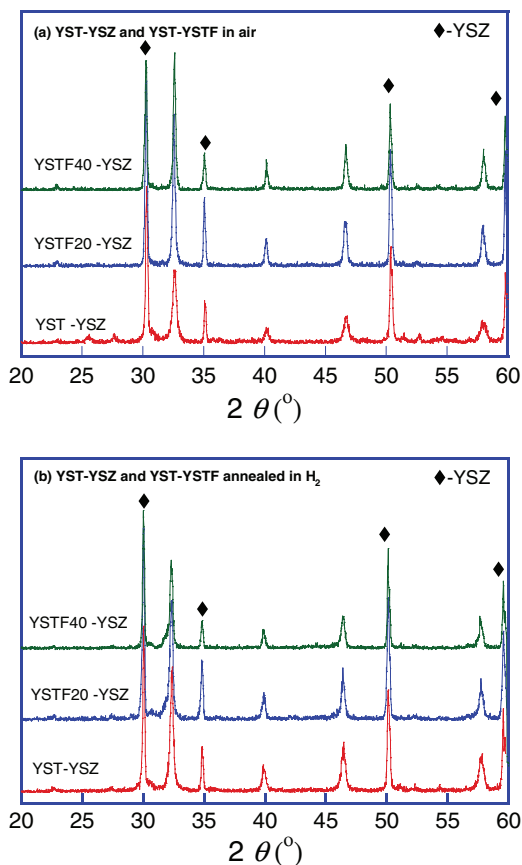 (a) YST-YSZ and YST-YSTF in air
♦-YSZ
YSTF40 -YSZ
YSTF20 -YSZ
YST -YSZ
20 25 30 35 40 45 50 55 60
2 θ (°)
(b) YST-YSZ and YST-YSTF annealed in H₂
♦-YSZ
YSTF40 -YSZ
YSTF20 -YSZ
YST-YSZ
20 25 30 35 40 45 50 55 60
2 θ (°)